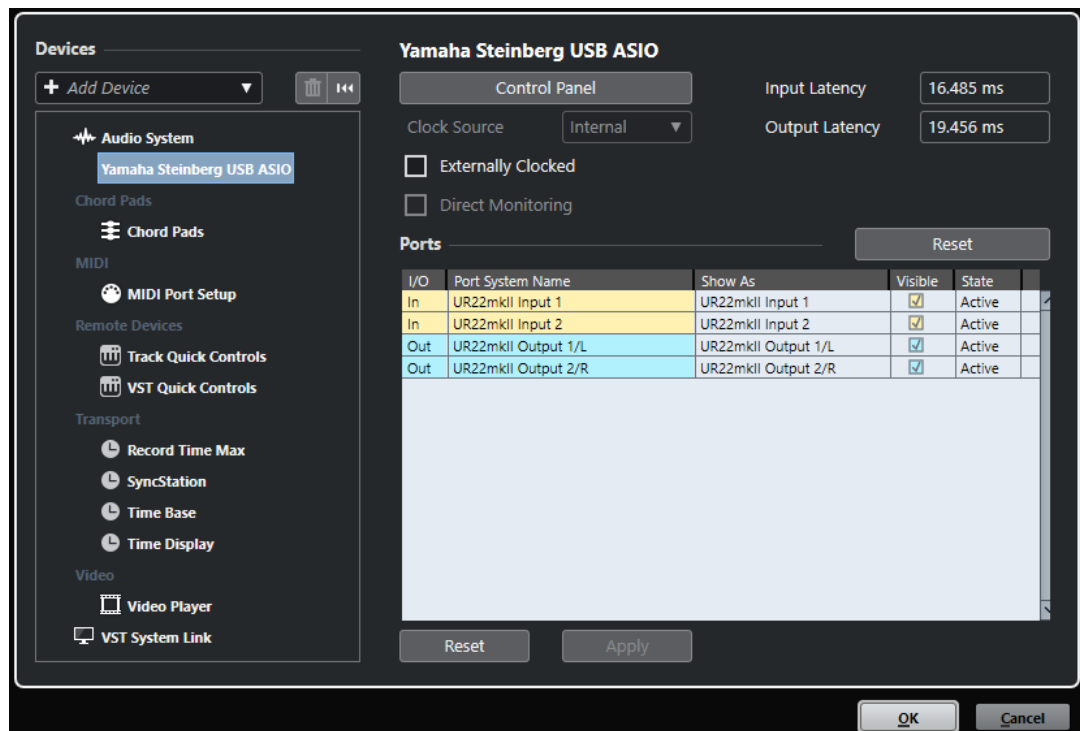 Devices
Add Device
Audio System
Yamaha Steinberg USB ASIO
Chord Pads
Chord Pads
MIDI
MIDI Port Setup
Remote Devices
Track Quick Controls
VST Quick Controls
Transport
Record Time Max
SyncStation
Time Base
Time Display
Video
Video Player
VST System Link
Yamaha Steinberg USB ASIO
Control Panel
Input Latency 16.485 ms
Clock Source Internal
Output Latency 19.456 ms
Externally Clocked
Direct Monitoring
Ports
Reset
I/O Port System Name Show As Visible State
In UR22mkII Input 1 UR22mkII Input 1 Active
In UR22mkII Input 2 UR22mkII Input 2 Active
Out UR22mkII Output 1/L UR22mkII Output 1/L Active
Out UR22mkII Output 2/R UR22mkII Output 2/R Active
Reset Apply
OK Cancel